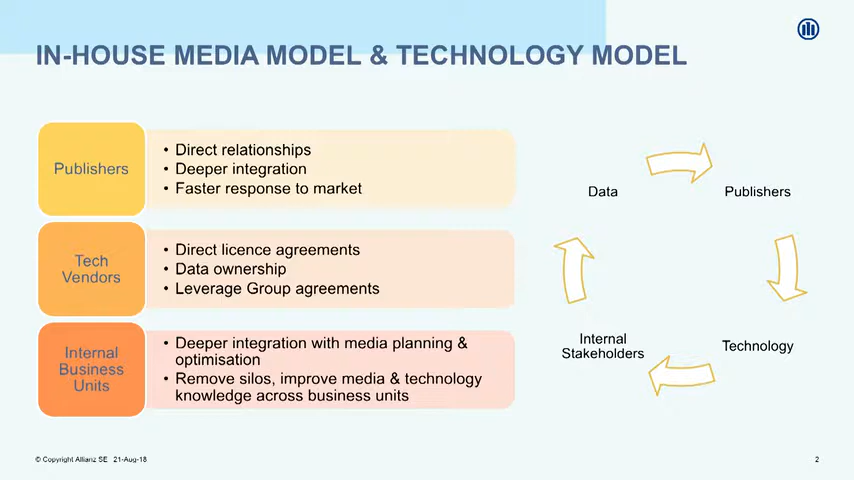 IN-HOUSE MEDIA MODEL & TECHNOLOGY MODEL
Publishers
• Direct relationships
• Deeper integration
• Faster response to market
Tech
Vendors
• Direct licence agreements
• Data ownership
• Leverage Group agreements
Internal
Business
Units
• Deeper integration with media planning &
optimisation
• Remove silos, improve media & technology
knowledge across business units
Data
Publishers
Technology
Internal
Stakeholders
© Copyright Allianz SE 21-Aug-18
2